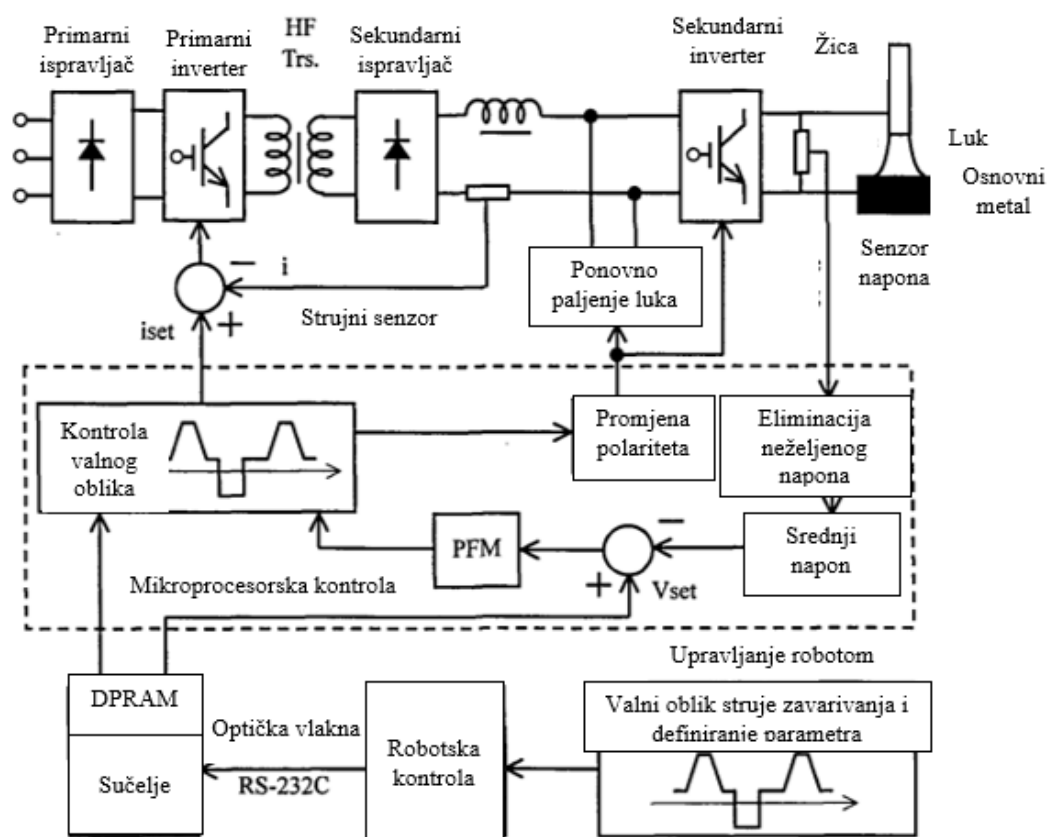 Primarni
ispravljač
Primarni
inverter
HF
Trs.
Sekundarni
ispravljač
Sekundarni
inverter
Žica
Luk
Osnovni
metal
Senzor
napona
Ponovno
paljenje luka
−
i
Strujni senzor
+
iset
Kontrola
valnog
oblika
Promjena
polariteta
Eliminacija
neželjenog
napona
Srednji
napon
−
PFM
+
Vset
Mikroprocesorska kontrola
Upravljanje robotom
DPRAM
Sučelje
Optička vlakna
RS-232C
Robotska
kontrola
Valni oblik struje zavarivanja i
definiranje parametra